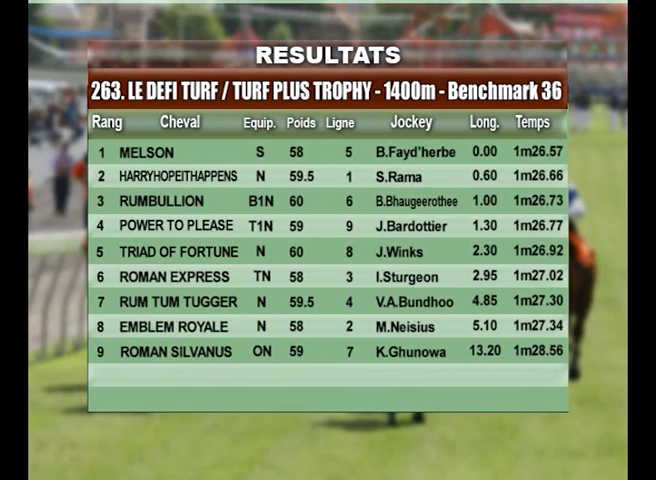 RESULTATS
263. LE DEFI TURF / TURF PLUS TROPHY - 1400m - Benchmark 36
Rang Cheval Equip. Poids Ligne Jockey Long. Temps
1 MELSON S 58 5 B.Fayd'herbe 0.00 1m26.57
2 HARRYHOPEITHAPPENS N 59.5 1 S.Rama 0.60 1m26.66
3 RUMBULLION B1N 60 6 B.Bhaugeerothee 1.00 1m26.73
4 POWER TO PLEASE T1N 59 9 J.Bardottier 1.30 1m26.77
5 TRIAD OF FORTUNE N 60 8 J.Winks 2.30 1m26.92
6 ROMAN EXPRESS TN 58 3 I.Sturgeon 2.95 1m27.02
7 RUM TUM TUGGER N 59.5 4 V.A.Bundhoo 4.85 1m27.30
8 EMBLEM ROYALE N 58 2 M.Neisius 5.10 1m27.34
9 ROMAN SILVANUS ON 59 7 K.Ghunowa 13.20 1m28.56